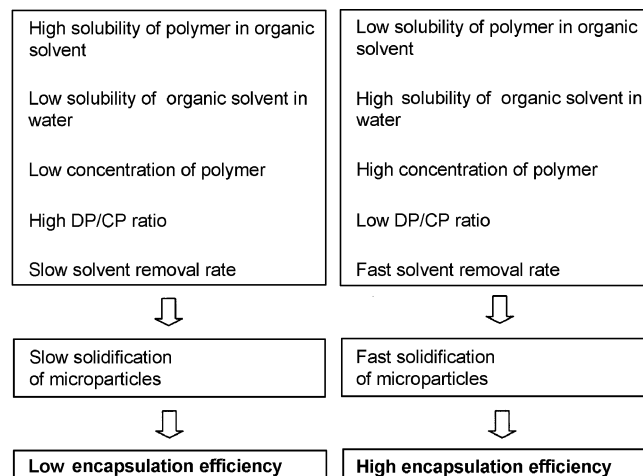 High solubility of polymer in organic
solvent
Low solubility of organic solvent in
water
Low concentration of polymer
High DP/CP ratio
Slow solvent removal rate
Slow solidification
of microparticles
Low encapsulation efficiency
Low solubility of polymer in organic
solvent
High solubility of organic solvent in
water
High concentration of polymer
Low DP/CP ratio
Fast solvent removal rate
Fast solidification
of microparticles
High encapsulation efficiency